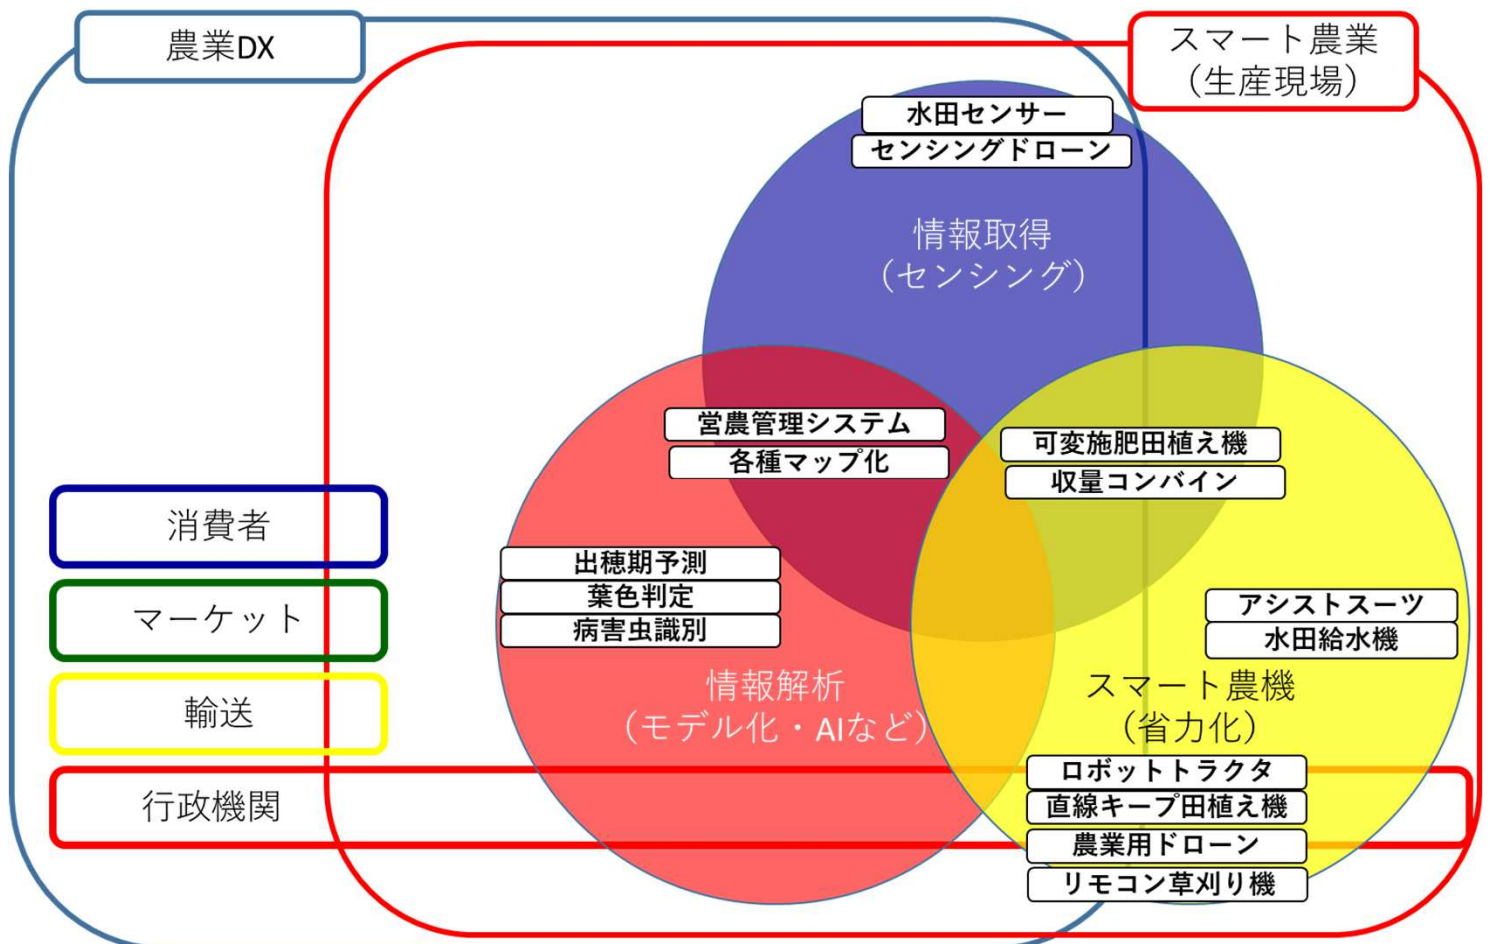 農業DX
スマート農業
（生産現場）
水田センサー
センシングドローン
情報取得
（センシング）
営農管理システム
各種マップ化
可変施肥田植え機
収量コンバイン
消費者
マーケット
輸送
行政機関
出穂期予測
葉色判定
病害虫識別
情報解析
（モデル化・AIなど）
アシストスーツ
水田給水機
スマート農機
（省力化）
ロボットトラクタ
直線キープ田植え機
農業用ドローン
リモコン草刈り機